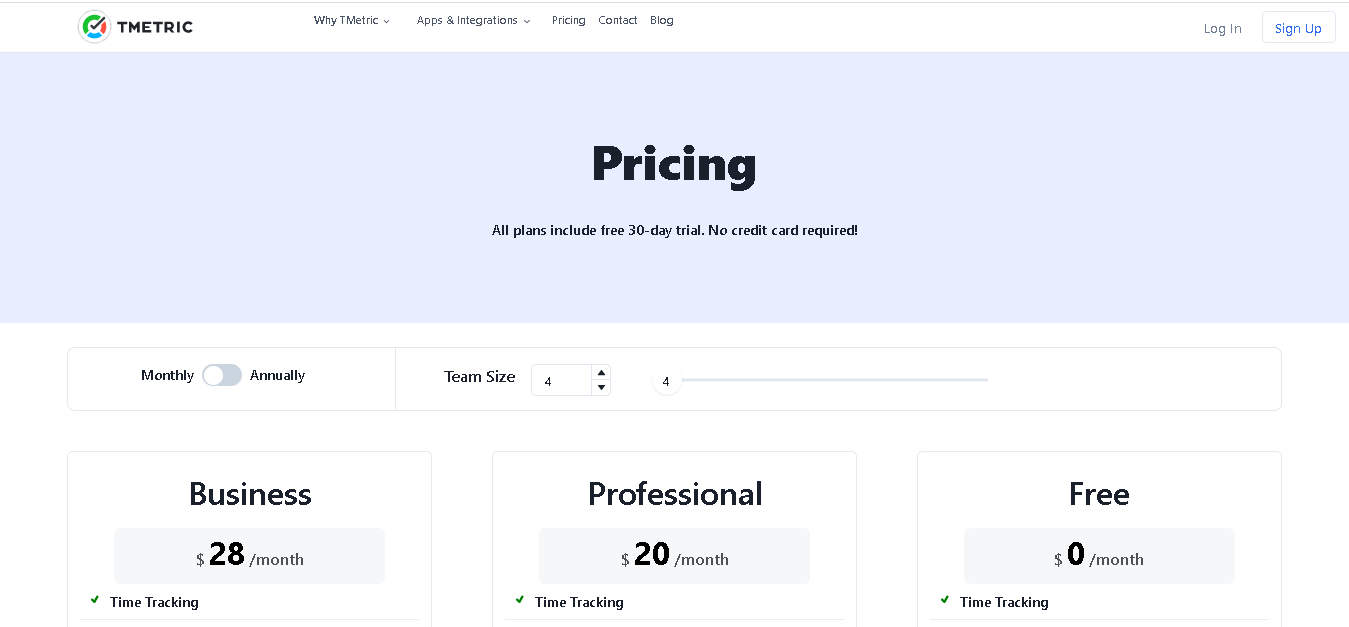 TMETRIC Why TMetric Apps & Integrations Pricing Contact Blog Log In Sign Up
Pricing
All plans include free 30-day trial. No credit card required!
Monthly Annually Team Size 4 4
Business
$ 28 /month
Time Tracking
Professional
$ 20 /month
Time Tracking
Free
$ 0 /month
Time Tracking